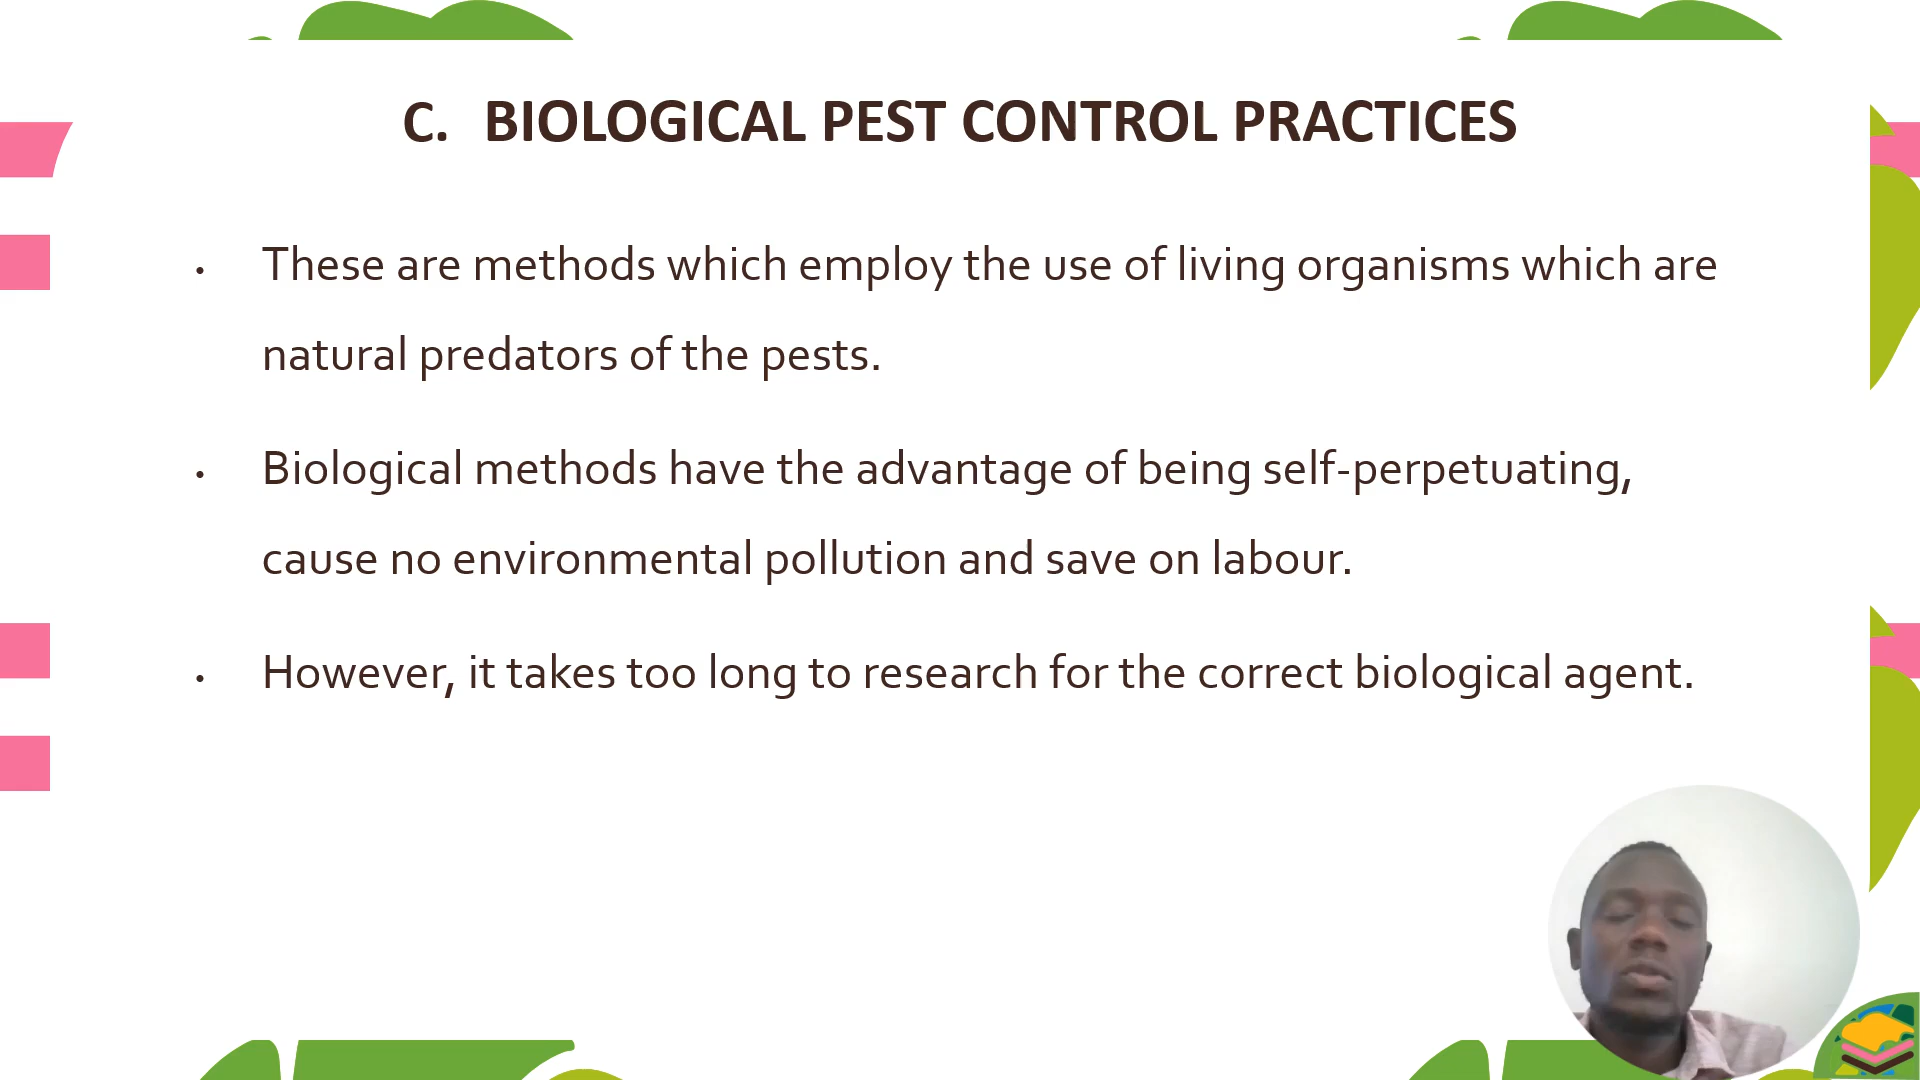 C. BIOLOGICAL PEST CONTROL PRACTICES
• These are methods which employ the use of living organisms which are
natural predators of the pests.
• Biological methods have the advantage of being self-perpetuating,
cause no environmental pollution and save on labour.
• However, it takes too long to research for the correct biological agent.